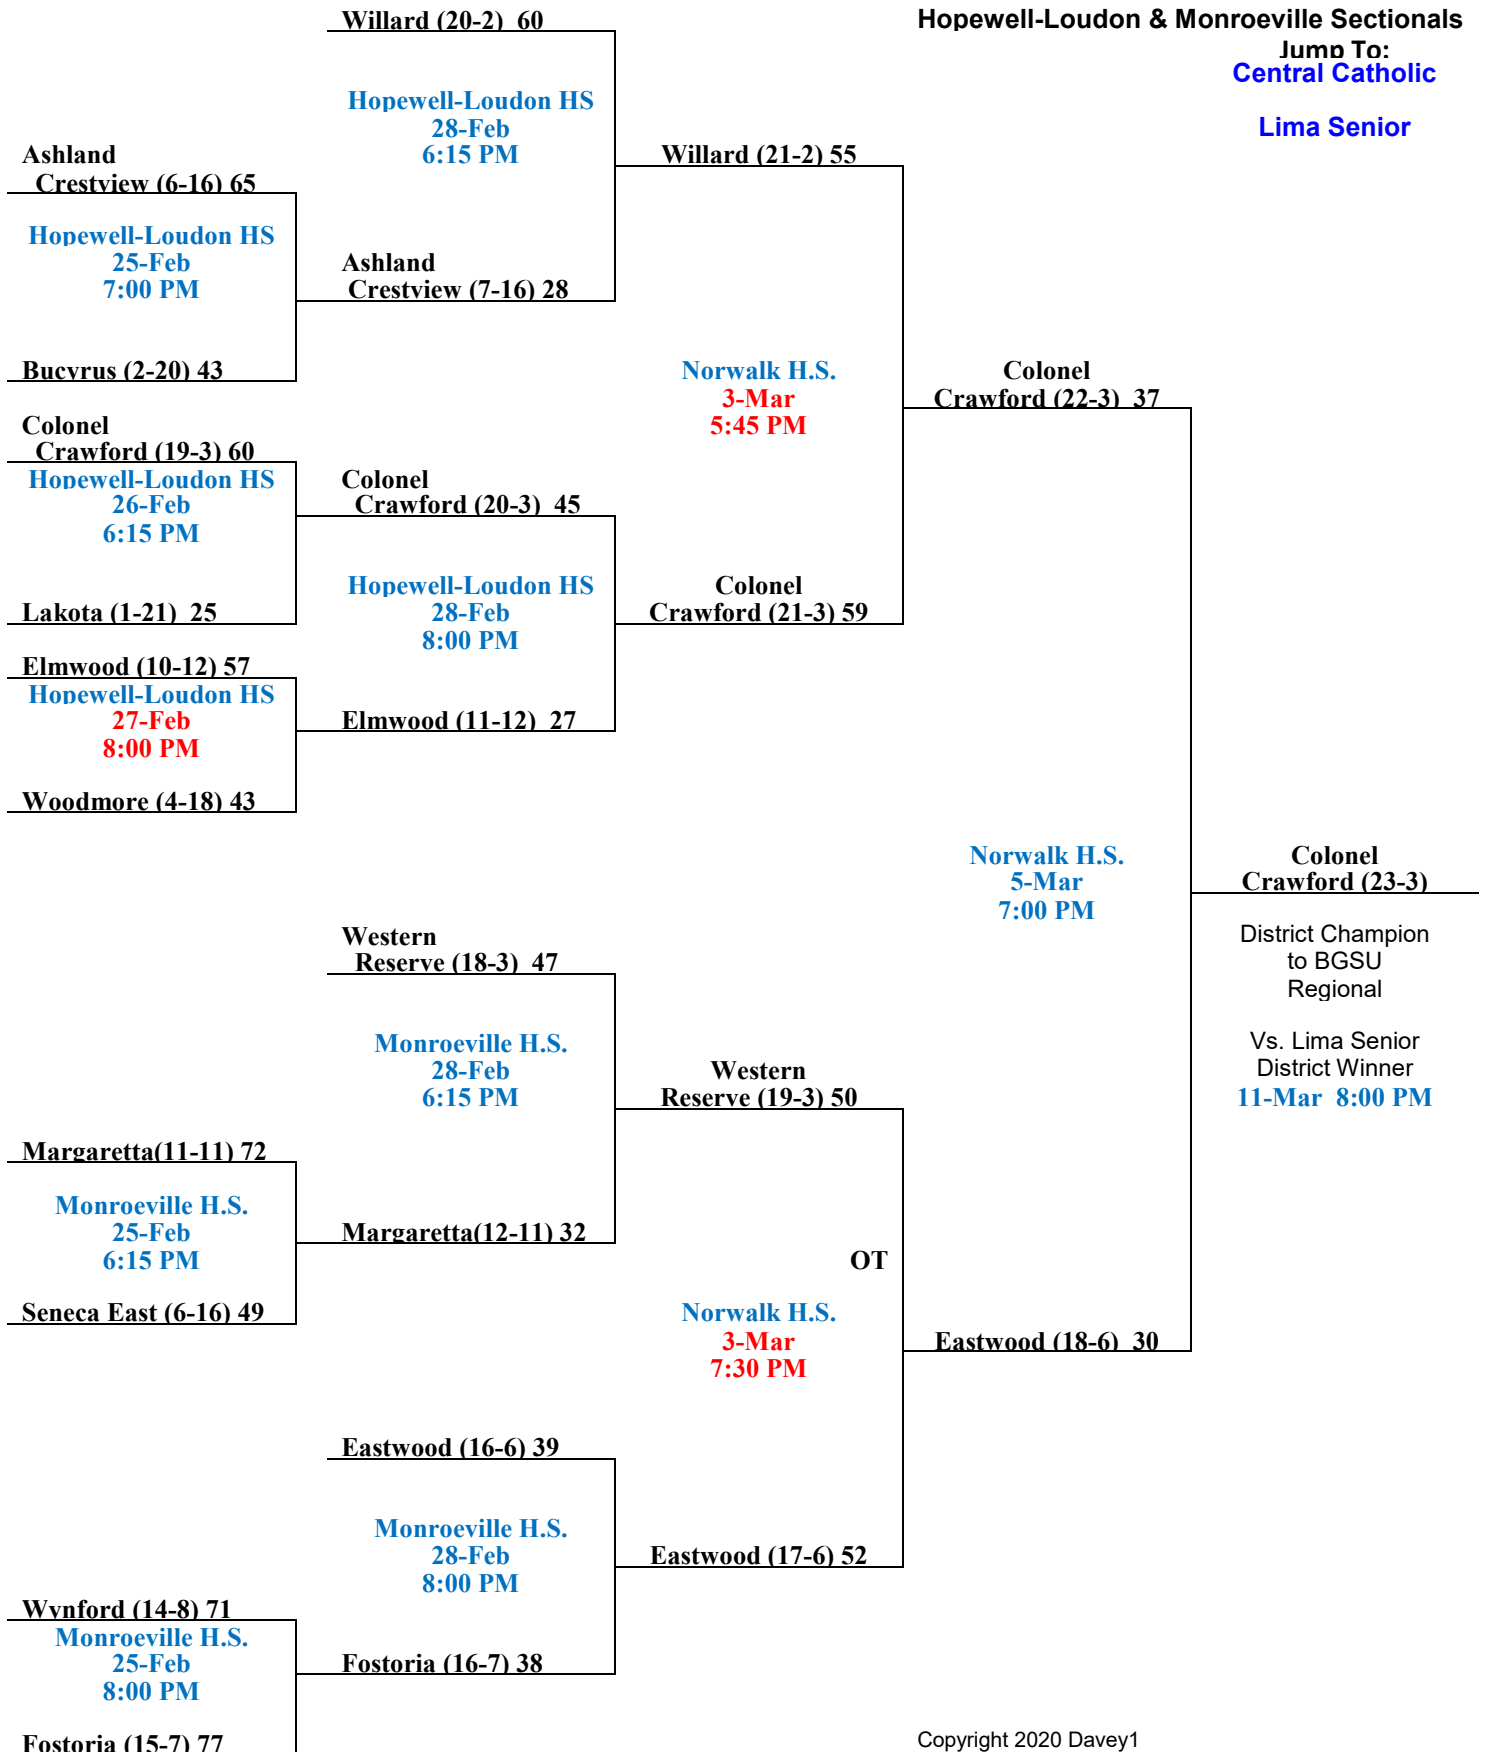 Willard (20-2)  60
Hopewell-Loudon & Monroeville Sectionals
Jump To:
Central Catholic
Lima Senior
Hopewell-Loudon HS
28-Feb
6:15 PM
Ashland
Crestview (6-16) 65
Willard (21-2) 55
Hopewell-Loudon HS
25-Feb
7:00 PM
Ashland
Crestview (7-16) 28
Bucyrus (2-20) 43
Norwalk H.S.
3-Mar
5:45 PM
Colonel
Crawford (22-3)  37
Colonel
Crawford (19-3) 60
Hopewell-Loudon HS
26-Feb
6:15 PM
Colonel
Crawford (20-3)  45
Lakota (1-21)  25
Hopewell-Loudon HS
28-Feb
8:00 PM
Colonel
Crawford (21-3) 59
Elmwood (10-12) 57
Hopewell-Loudon HS
27-Feb
8:00 PM
Elmwood (11-12)  27
Woodmore (4-18) 43
Norwalk H.S.
5-Mar
7:00 PM
Colonel
Crawford (23-3)
District Champion
to BGSU
Regional
Vs. Lima Senior
District Winner
11-Mar  8:00 PM
Western
Reserve (18-3)  47
Monroeville H.S.
28-Feb
6:15 PM
Western
Reserve (19-3) 50
Margaretta(11-11) 72
Monroeville H.S.
25-Feb
6:15 PM
Margaretta(12-11) 32
OT
Seneca East (6-16) 49
Norwalk H.S.
3-Mar
7:30 PM
Eastwood (18-6)  30
Eastwood (16-6) 39
Monroeville H.S.
28-Feb
8:00 PM
Eastwood (17-6) 52
Wynford (14-8) 71
Monroeville H.S.
25-Feb
8:00 PM
Fostoria (16-7) 38
Fostoria (15-7) 77
Copyright 2020 Davey1